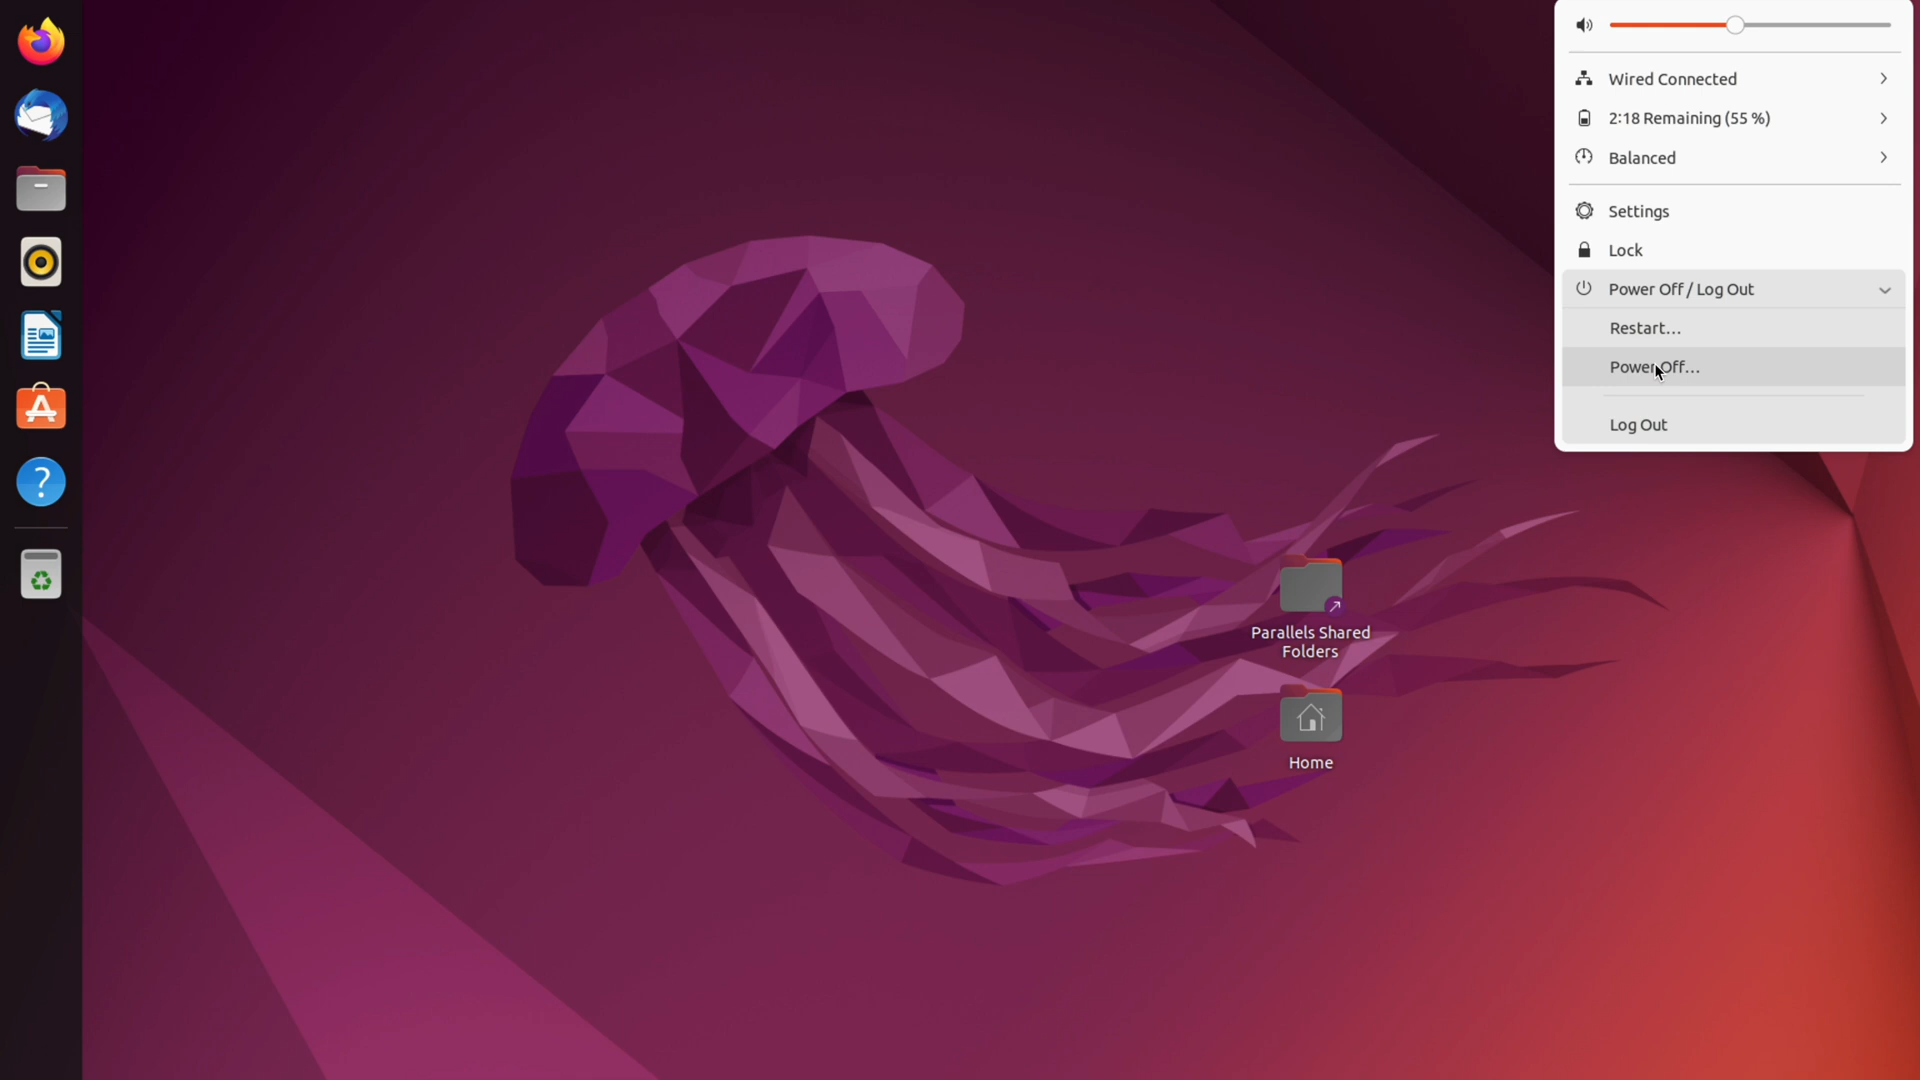 Wired Connected
2:18 Remaining (55 %)
Balanced
Settings
Lock
Power Off / Log Out
Restart...
Power Off...
Log Out
Parallels Shared
Folders
Home